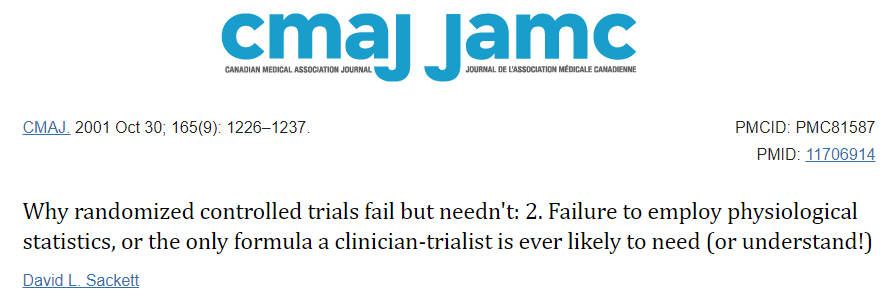 cmaj jamc
CANADIAN MEDICAL ASSOCIATION JOURNAL JOURNAL DE L'ASSOCIATION MÉDICALE CANADIENNE
CMAJ. 2001 Oct 30; 165(9): 1226–1237. PMCID: PMC81587
PMID: 11706914
Why randomized controlled trials fail but needn't: 2. Failure to employ physiological
statistics, or the only formula a clinician-trialist is ever likely to need (or understand!)
David L. Sackett